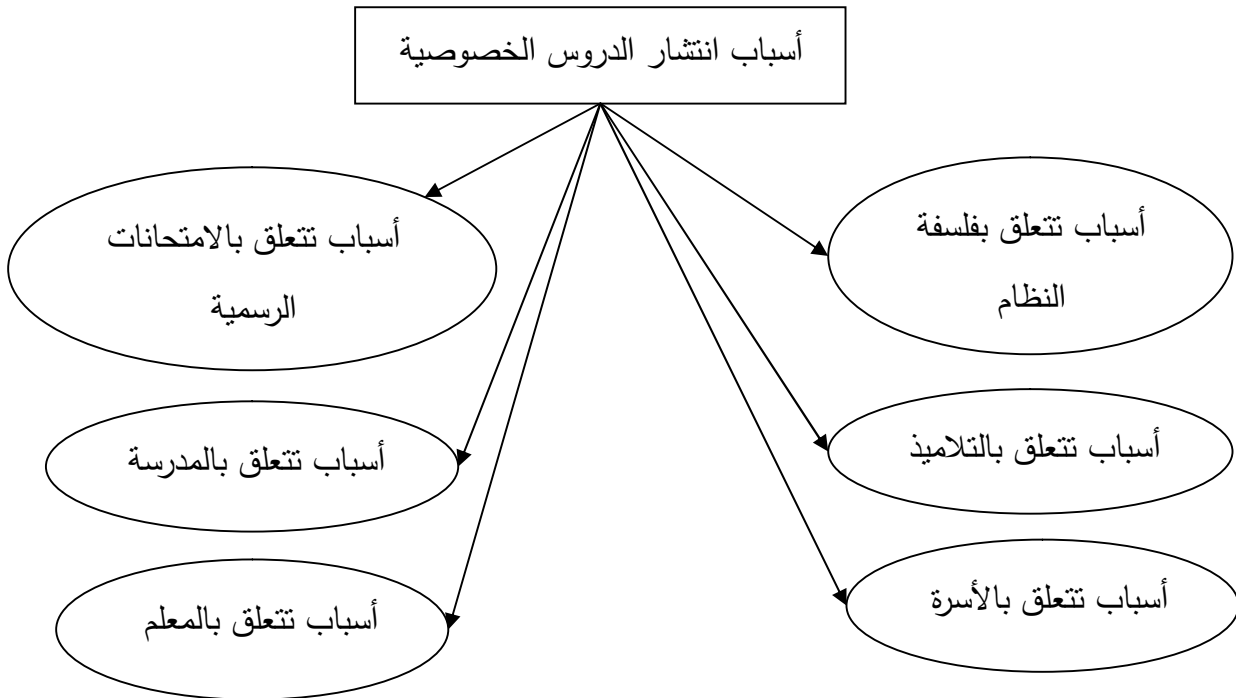 أسباب انتشار الدروس الخصوصية
أسباب تتعلق بفلسفة
النظام
أسباب تتعلق بالامتحانات
الرسمية
أسباب تتعلق بالتلاميذ
أسباب تتعلق بالمدرسة
أسباب تتعلق بالأسرة
أسباب تتعلق بالمعلم